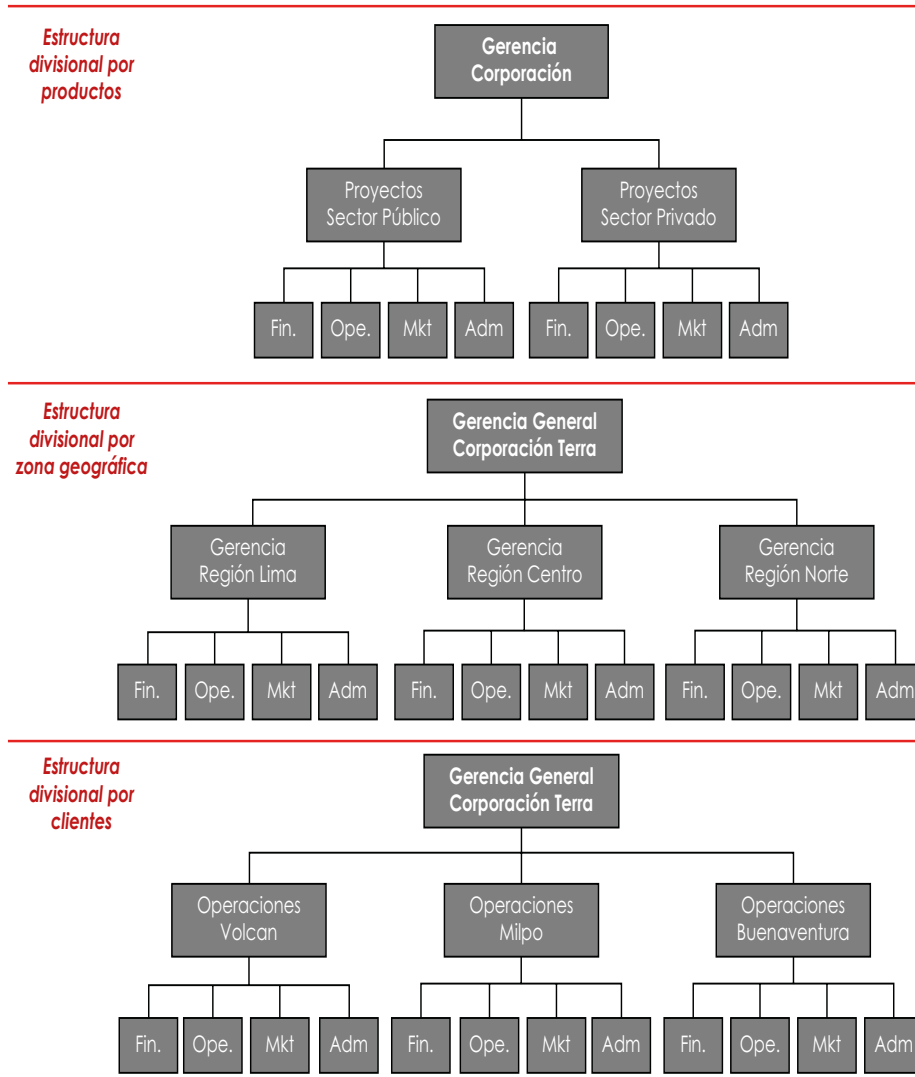 Estructura
divisional por
productos
Gerencia
Corporación
Proyectos
Sector Público
Proyectos
Sector Privado
Fin.
Ope.
Mkt
Adm
Fin.
Ope.
Mkt
Adm
Estructura
divisional por
zona geográfica
Gerencia General
Corporación Terra
Gerencia
Región Lima
Gerencia
Región Centro
Gerencia
Región Norte
Fin.
Ope.
Mkt
Adm
Fin.
Ope.
Mkt
Adm
Fin.
Ope.
Mkt
Adm
Estructura
divisional por
clientes
Gerencia General
Corporación Terra
Operaciones
Volcan
Operaciones
Milpo
Operaciones
Buenaventura
Fin.
Ope.
Mkt
Adm
Fin.
Ope.
Mkt
Adm
Fin.
Ope.
Mkt
Adm